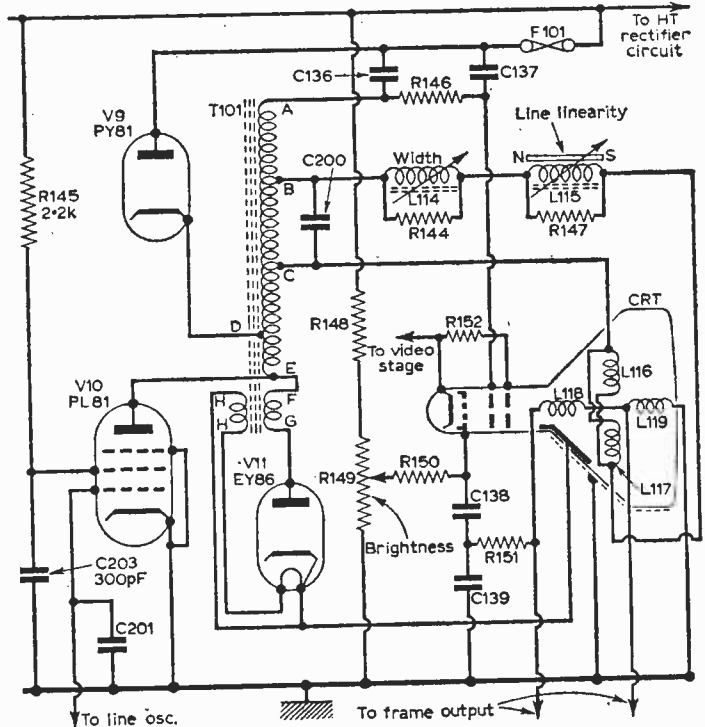 To HT
rectifier
circuit
F101
C136
C137
R146
V9
PY81
T101
A
Line linearity
C200
Width
N
S
B
R145
2·2k
L114
L115
R144
R147
C
CRT
D
R148
R152
To video
stage
L116
E
V10
PL81
H
F
L118
L119
H
G
V11
EY86
R149
R150
L117
C138
Brightness
R151
C203
300pF
C139
C201
To line osc.
To frame output